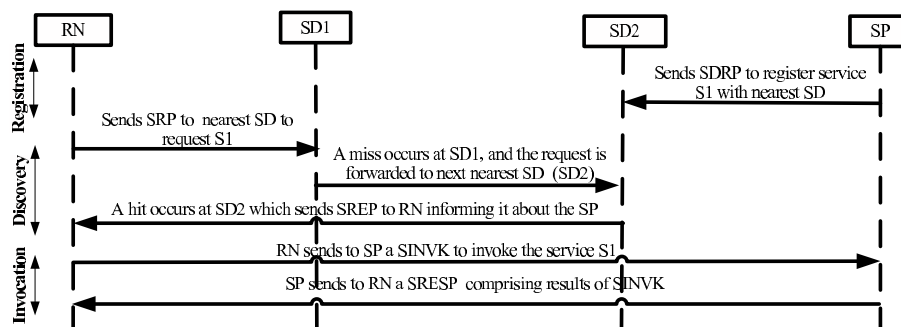 RN
SD1
SD2
SP
Registration
Sends SDRP to register service
S1 with nearest SD
Sends SRP to nearest SD to
request S1
Discovery
A miss occurs at SD1, and the request is
forwarded to next nearest SD (SD2)
A hit occurs at SD2 which sends SREP to RN informing it about the SP
Invocation
RN sends to SP a SINVK to invoke the service S1
SP sends to RN a SRESP comprising results of SINVK